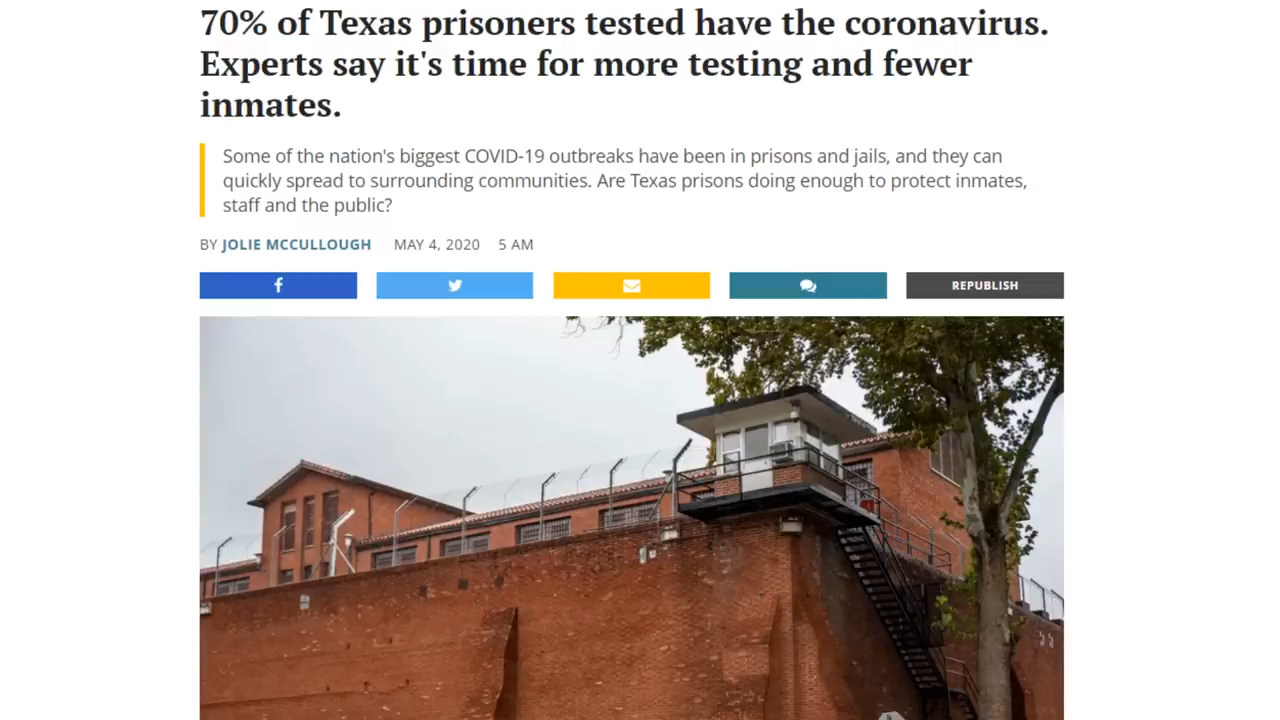 70% of Texas prisoners tested have the coronavirus.
Experts say it's time for more testing and fewer
inmates.
Some of the nation's biggest COVID-19 outbreaks have been in prisons and jails, and they can
quickly spread to surrounding communities. Are Texas prisons doing enough to protect inmates,
staff and the public?
BY JOLIE MCCULLOUGH MAY 4, 2020 5 AM
REPUBLISH